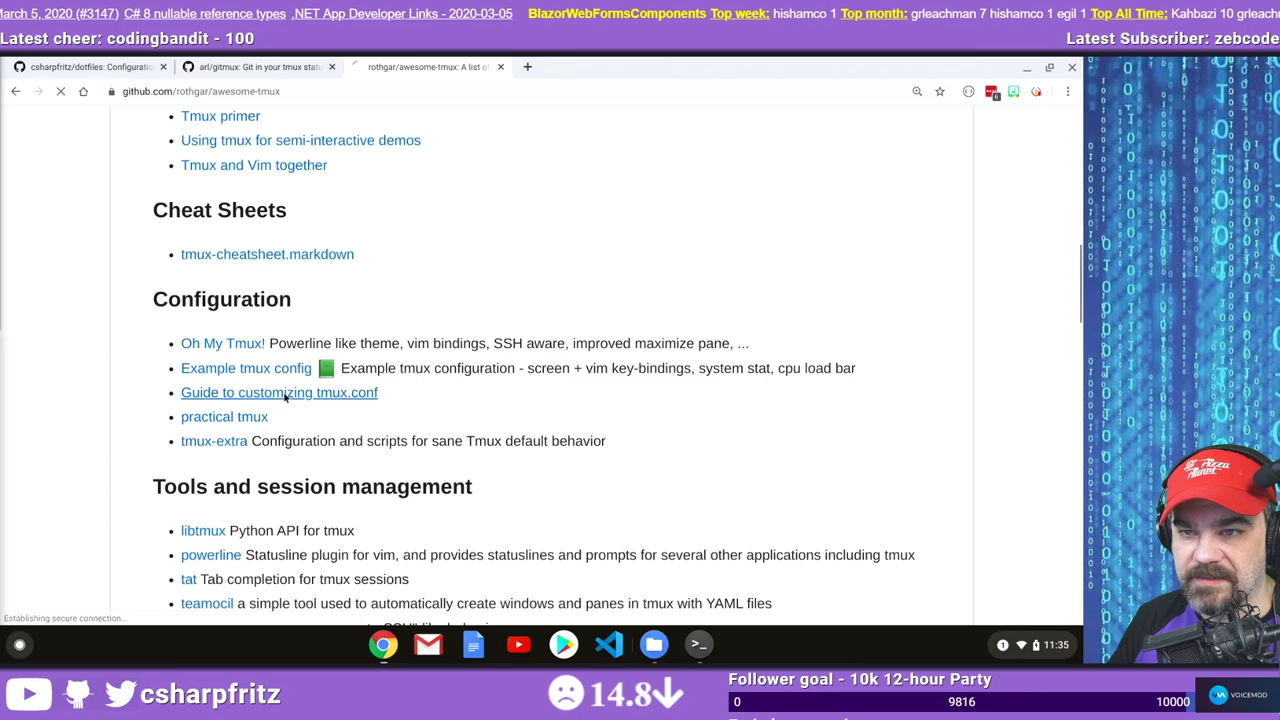 March 5, 2020 (#3147) C# 8 nullable reference types .NET App Developer Links - 2020-03-05 BlazorWebFormsComponents Top week: hishamco 1 Top month: grleachman 7 hishamco 1 egil 1 Top All Time: Kahbazi 10 grleach
Latest cheer: codingbandit - 100
Latest Subscriber: zebcode
csharpfritz/dotfiles: Configuratio
arl/gitmux: Git in your tmux statu
rothgar/awesome-tmux: A list o
github.com/rothgar/awesome-tmux
6
Tmux primer
Using tmux for semi-interactive demos
Tmux and Vim together
Cheat Sheets
tmux-cheatsheet.markdown
Configuration
Oh My Tmux! Powerline like theme, vim bindings, SSH aware, improved maximize pane, ...
Example tmux config Example tmux configuration - screen + vim key-bindings, system stat, cpu load bar
Guide to customizing tmux.conf
practical tmux
tmux-extra Configuration and scripts for sane Tmux default behavior
Tools and session management
libtmux Python API for tmux
powerline Statusline plugin for vim, and provides statuslines and prompts for several other applications including tmux
tat Tab completion for tmux sessions
teamocil a simple tool used to automatically create windows and panes in tmux with YAML files
Establishing secure connection...
1 11:35
Pizza Planet
csharpfritz
14.8
Follower goal - 10k 12-hour Party
0 9816 10000
VOICEMOD